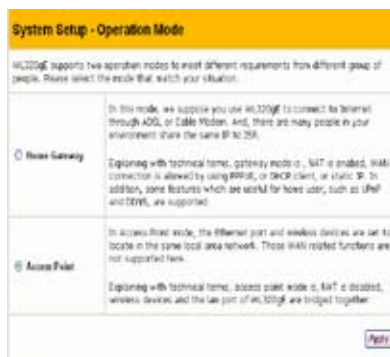 System Setup - Operation Mode
WL320gE supports two operation modes to meet different requirements from different group of
people. Please select the mode that match your situation.
Home Gateway
In this mode, we suppose you use WL320gE to connect to Internet
through ADSL or Cable Modem. And, there are many people in your
environment share the same IP to ISP.
Explaining with technical terms, gateway mode is , NAT is enabled, WAN
connection is allowed by using PPPoE, or DHCP client, or static IP. In
addition, some features which are useful for home user, such as UPnP
and DDNS, are supported.
Access Point
In Access Point mode, the Ethernet port and wireless devices are set to
locate in the same local area network. Those WAN related functions are
not supported here.
Explaining with technical terms, access point mode is, NAT is disabled,
wireless devices and the lan port of WL320gE are bridged together.
Apply